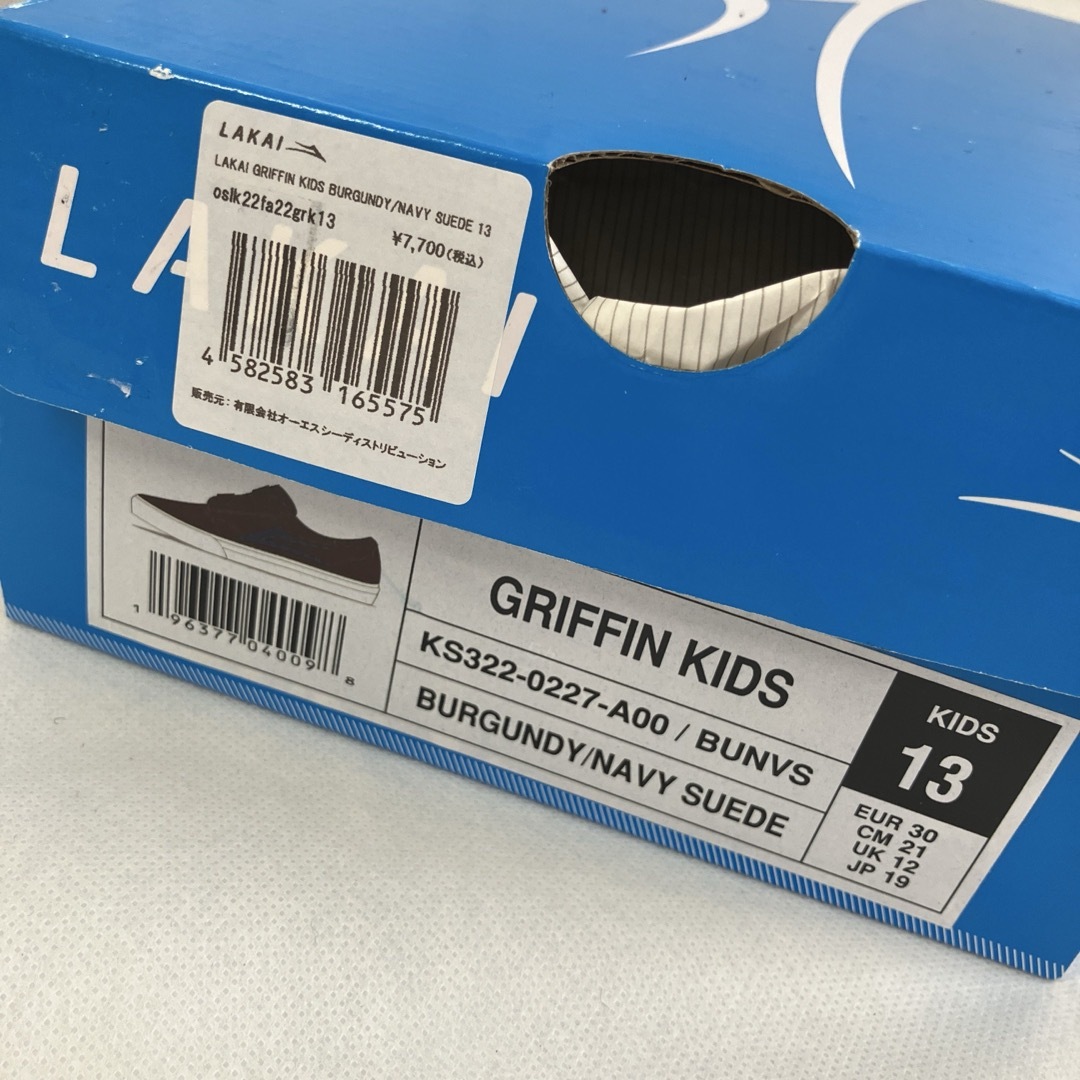 LAKAI
LAKAI GRIFFIN KIDS BURGUNDY/NAVY SUEDE 13
oslk22fa22grk13
¥7,700(税込)
4 582583 165575
販売元:有限会社オーエスシーディストリビューション
LAKAI
1 96377 04009 8
GRIFFIN KIDS
KS322-0227-A00 / BUNVS
BURGUNDY/NAVY SUEDE
KIDS
13
EUR 30
CM 21
UK 12
JP 19